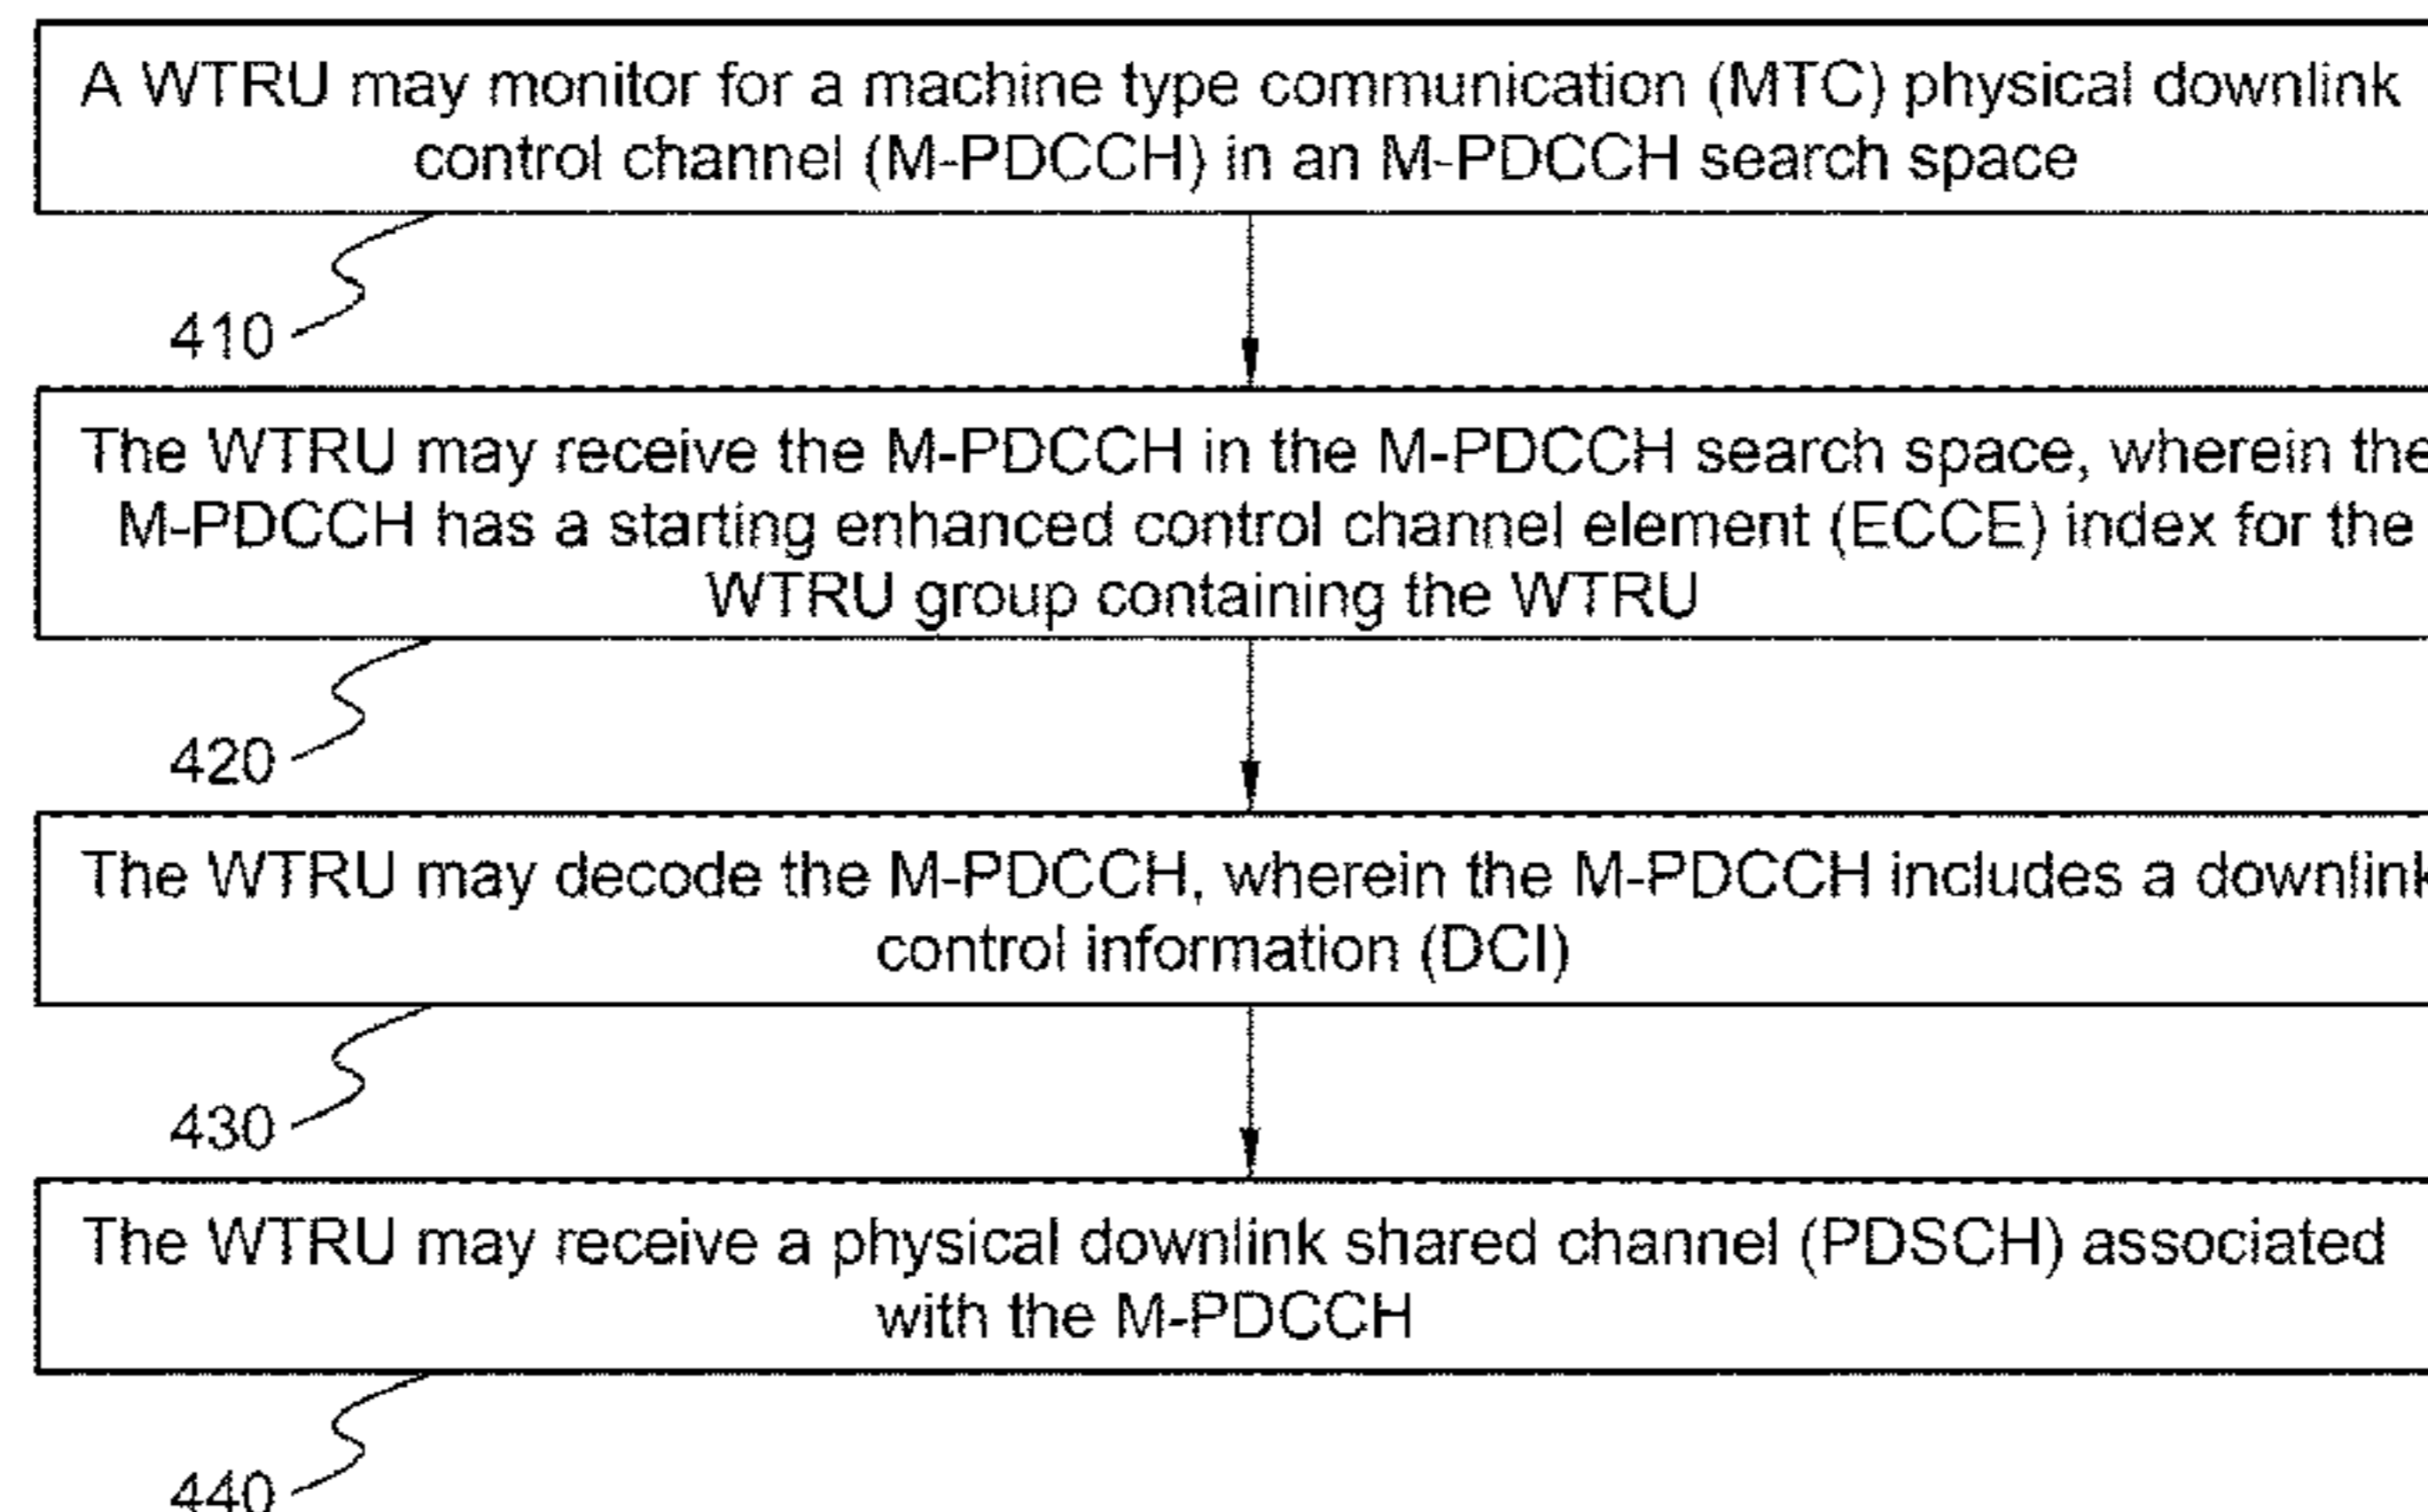 A WTRU may monitor for a machine type communication (MTC) physical downlink
control channel (M-PDCCH) in an M-PDCCH search space
410
The WTRU may receive the M-PDCCH in the M-PDCCH search space, wherein the
M-PDCCH has a starting enhanced control channel element (ECCE) index for the
WTRU group containing the WTRU
420
The WTRU may decode the M-PDCCH, wherein the M-PDCCH includes a downlink
control information (DCI)
430
The WTRU may receive a physical downlink shared channel (PDSCH) associated
with the M-PDCCH
440